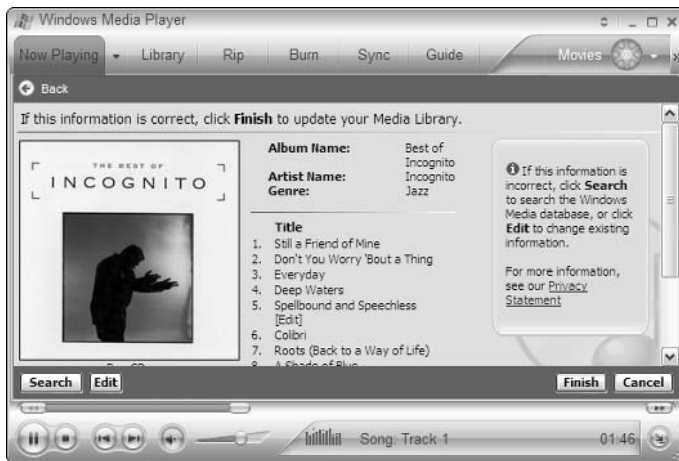 Windows Media Player
Now Playing Library Rip Burn Sync Guide Movies
Back
If this information is correct, click Finish to update your Media Library.
THE BEST OF
INCOGNITO
Album Name: Best of
Incognito
Artist Name: Incognito
Genre: Jazz
Title
1. Still a Friend of Mine
2. Don't You Worry 'Bout a Thing
3. Everyday
4. Deep Waters
5. Spellbound and Speechless
[Edit]
6. Colibri
7. Roots (Back to a Way of Life)
8. A Shade of Blue
If this information is
incorrect, click Search
to search the Windows
Media database, or click
Edit to change existing
information.
For more information,
see our Privacy
Statement
Search Edit Finish Cancel
Song: Track 1 01:46